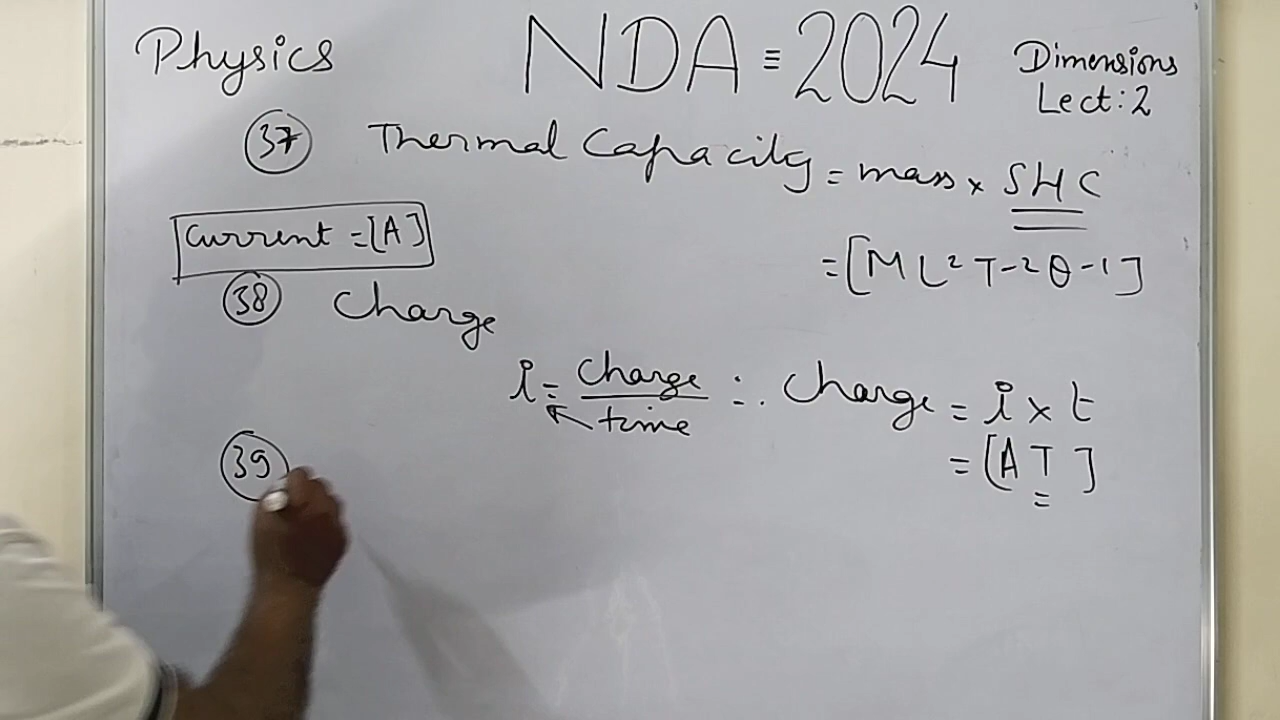 Physics NDA = 2024 Dimensions
Lect: 2
37 Thermal Capacity = mass x SHC
= [M L² T-2 θ-1]
Current = [A]
38 Charge
i = charge / time ∴ Charge = i x t
= [A T]
39